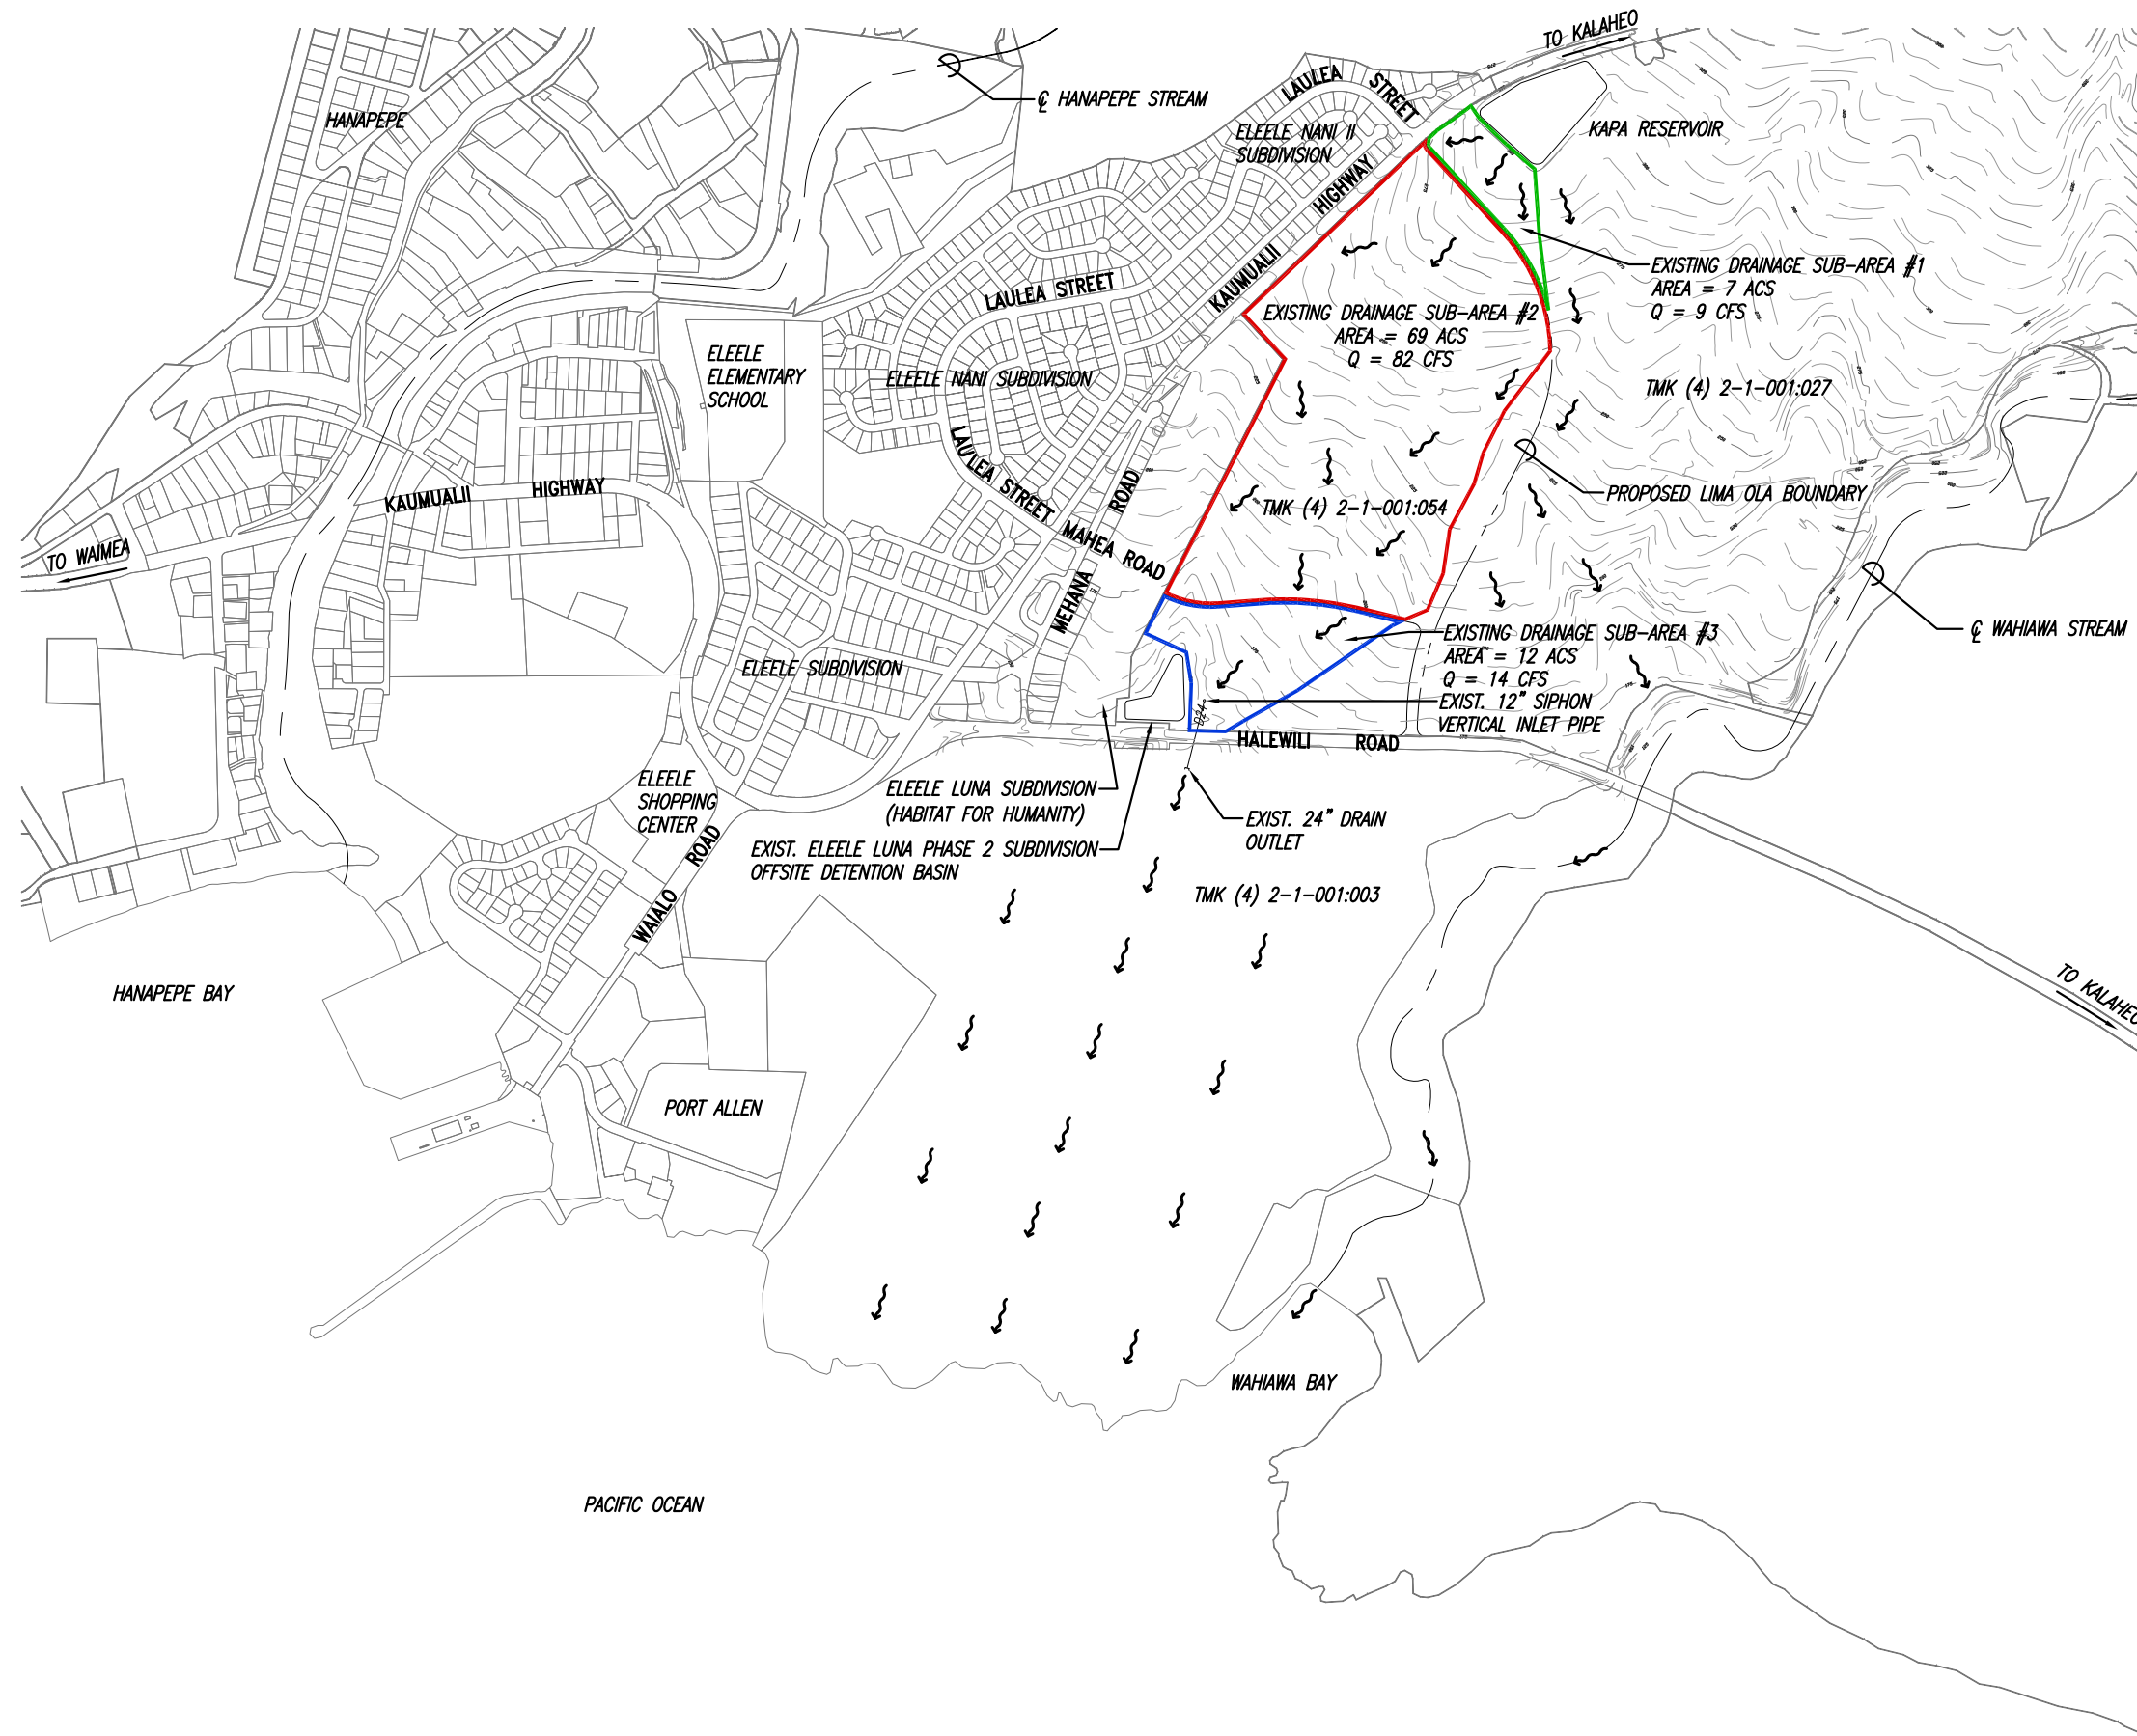 TO KALAHEO
LAULEA
STREET
℄ HANAPEPE STREAM
HANAPEPE
ELEELE NANI II
SUBDIVISION
KAPA RESERVOIR
HIGHWAY
KAUMUALII
LAULEA STREET
EXISTING DRAINAGE SUB-AREA #1
AREA = 7 ACS
Q = 9 CFS
EXISTING DRAINAGE SUB-AREA #2
AREA = 69 ACS
Q = 82 CFS
ELEELE
ELEMENTARY
SCHOOL
ELEELE NANI SUBDIVISION
TMK (4) 2-1-001:027
LAULEA STREET
ROAD
KAUMUALII
HIGHWAY
PROPOSED LIMA OLA BOUNDARY
TMK (4) 2-1-001:054
TO WAIMEA
MAHEA ROAD
MEHANA
℄ WAHIAWA STREAM
EXISTING DRAINAGE SUB-AREA #3
AREA = 12 ACS
Q = 14 CFS
EXIST. 12" SIPHON
VERTICAL INLET PIPE
ELEELE SUBDIVISION
D24
HALEWILI
ROAD
ELEELE
SHOPPING
CENTER
ELEELE LUNA SUBDIVISION
(HABITAT FOR HUMANITY)
EXIST. 24" DRAIN
OUTLET
EXIST. ELEELE LUNA PHASE 2 SUBDIVISION
OFFSITE DETENTION BASIN
WAIALO ROAD
TMK (4) 2-1-001:003
HANAPEPE BAY
TO KALAHEO
PORT ALLEN
WAHIAWA BAY
PACIFIC OCEAN